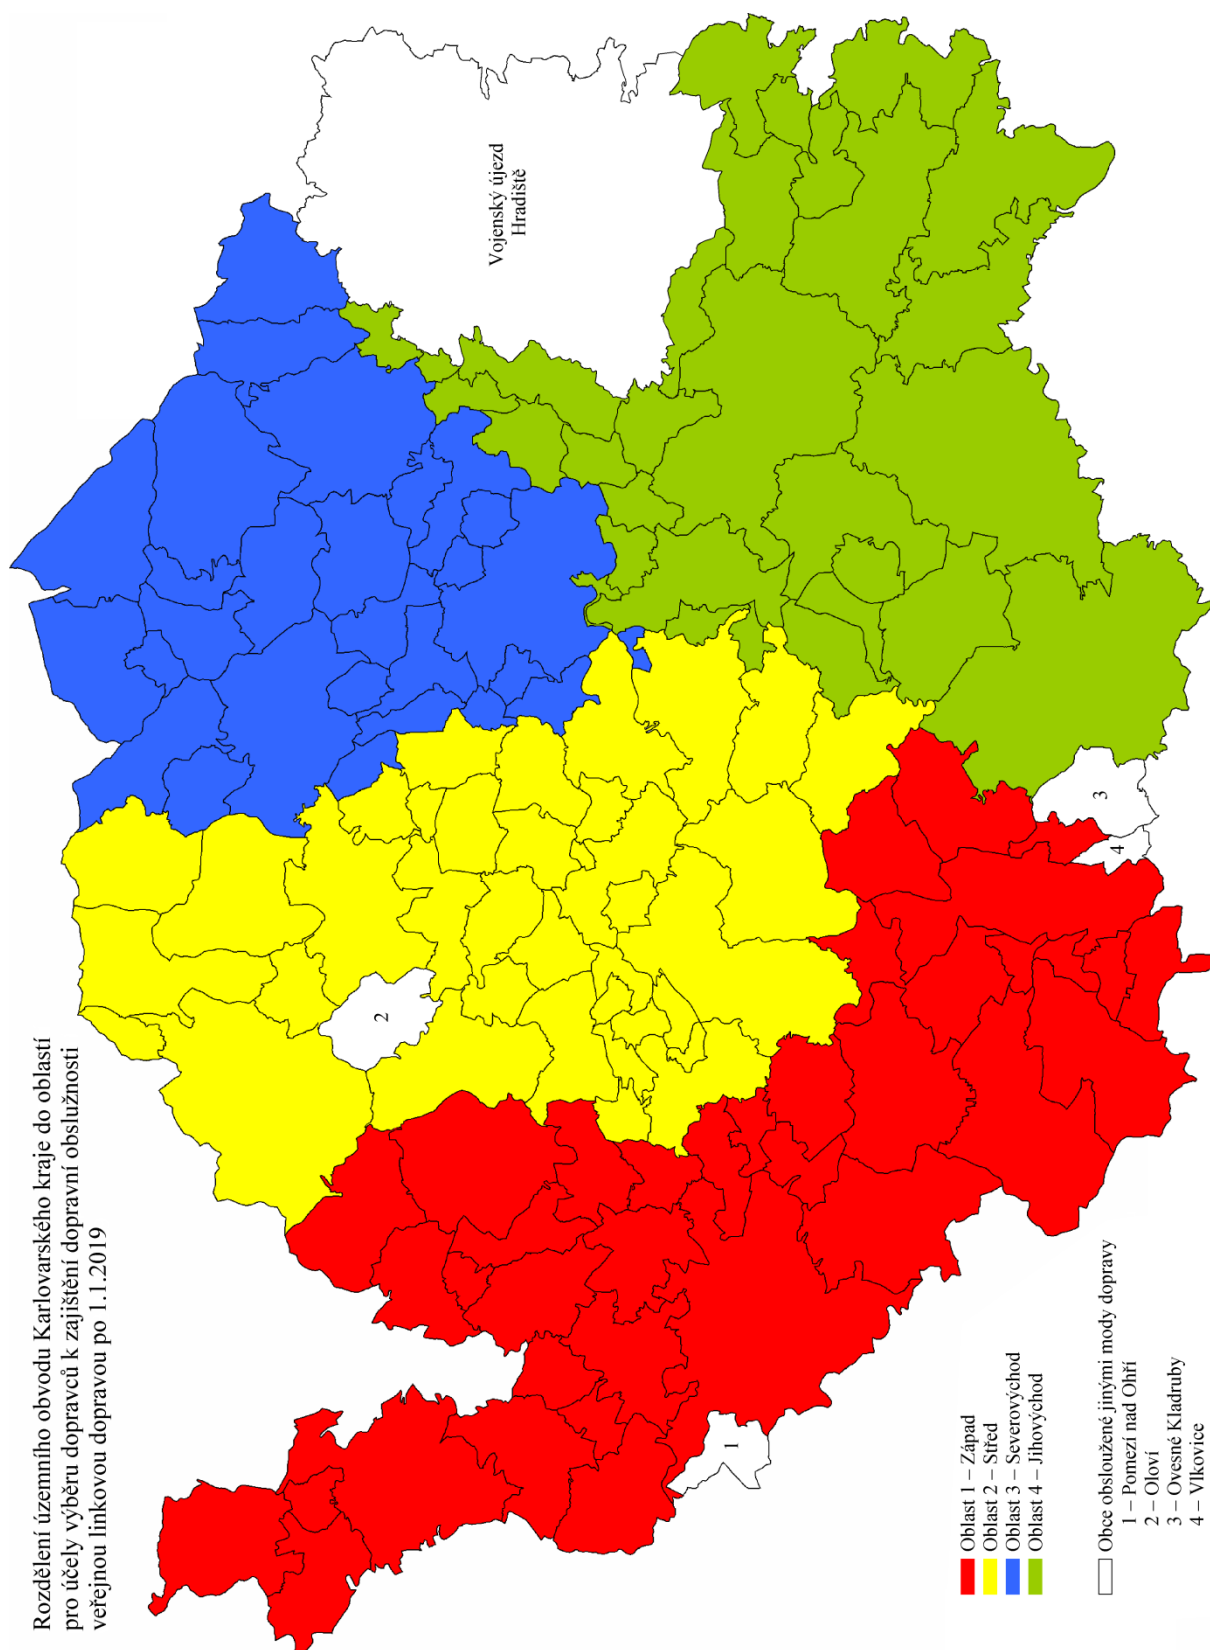 Rozdělení územního obvodu Karlovarského kraje do oblastí
pro účely výběru dopravců k zajištění dopravní obslužnosti
veřejnou linkovou dopravou po 1.1.2019
Vojenský újezd
Hradiště
2
1
3
4
Oblast 1 – Západ
Oblast 2 – Střed
Oblast 3 – Severovýchod
Oblast 4 – Jihovýchod
Obce obsloužené jinými mody dopravy
1 – Pomezí nad Ohří
2 – Oloví
3 – Ovesné Kladruby
4 – Vlkovice